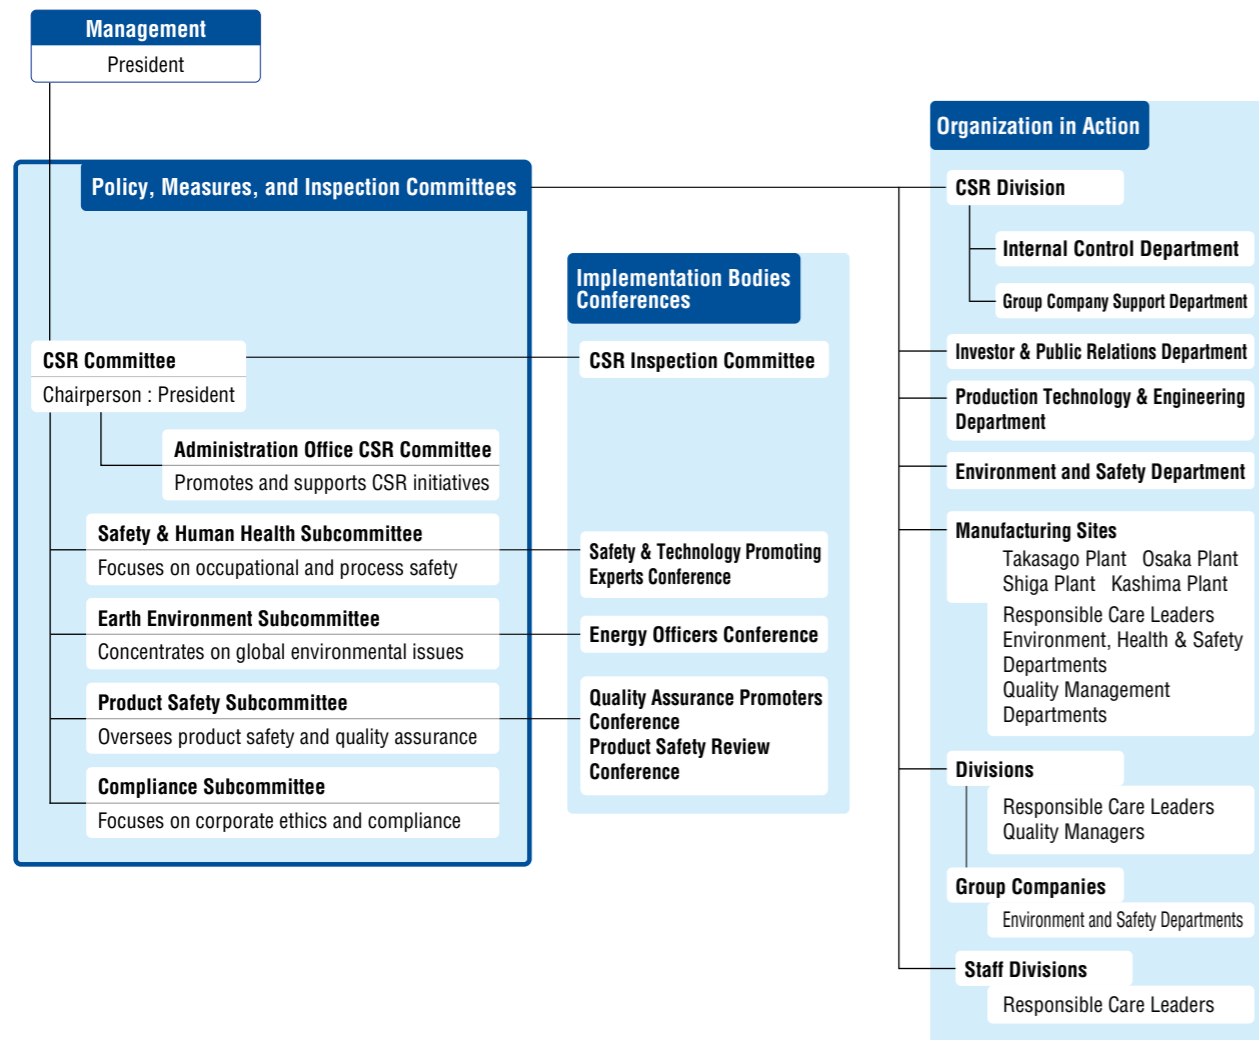 Management
President
Policy, Measures, and Inspection Committees
CSR Committee
Chairperson : President
Administration Office CSR Committee
Promotes and supports CSR initiatives
Safety & Human Health Subcommittee
Focuses on occupational and process safety
Earth Environment Subcommittee
Concentrates on global environmental issues
Product Safety Subcommittee
Oversees product safety and quality assurance
Compliance Subcommittee
Focuses on corporate ethics and compliance
Implementation Bodies
Conferences
CSR Inspection Committee
Safety & Technology Promoting
Experts Conference
Energy Officers Conference
Quality Assurance Promoters
Conference
Product Safety Review
Conference
Organization in Action
CSR Division
Internal Control Department
Group Company Support Department
Investor & Public Relations Department
Production Technology & Engineering
Department
Environment and Safety Department
Manufacturing Sites
Takasago Plant Osaka Plant
Shiga Plant Kashima Plant
Responsible Care Leaders
Environment, Health & Safety
Departments
Quality Management
Departments
Divisions
Responsible Care Leaders
Quality Managers
Group Companies
Environment and Safety Departments
Staff Divisions
Responsible Care Leaders